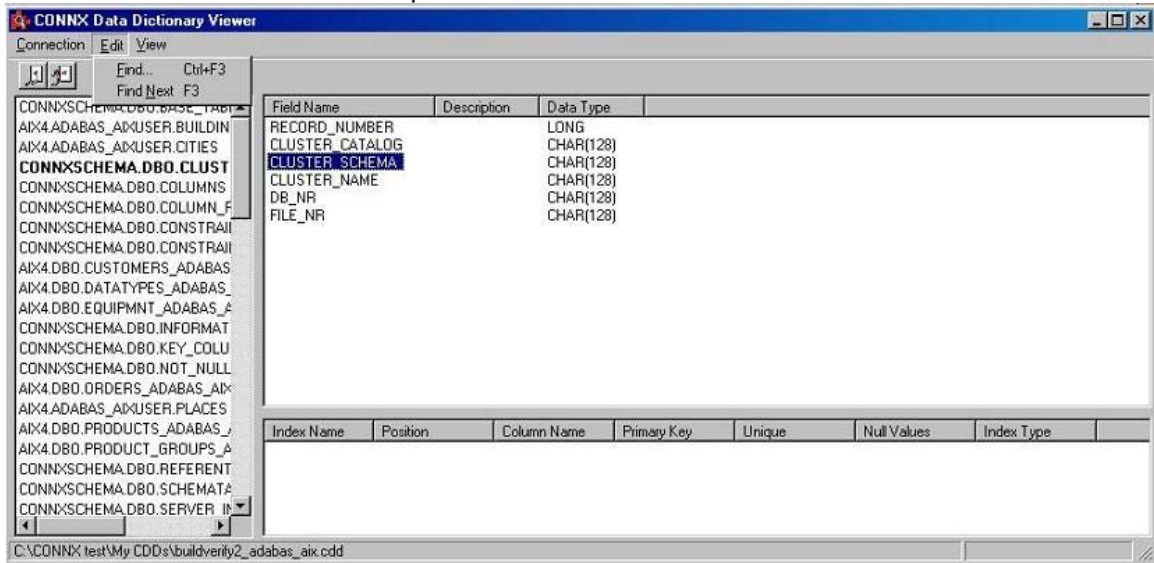 CONNX Data Dictionary Viewer
Connection Edit View
Find... Ctrl+F3
Find Next F3
AIX4.ADABAS_AIXUSER.BUILDIN
AIX4.ADABAS_AIXUSER.CITIES
CONNXSCHEMA.DBO.CLUST
CONNXSCHEMA.DBO.COLUMNS
CONNXSCHEMA.DBO.COLUMN_P
CONNXSCHEMA.DBO.CONSTRAI
CONNXSCHEMA.DBO.CONSTRAI
AIX4.DBO.CUSTOMERS_ADABAS
AIX4.DBO.DATATYPES_ADABAS_
AIX4.DBO.EQUIPMNT_ADABAS_A
CONNXSCHEMA.DBO.INFORMAT
CONNXSCHEMA.DBO.KEY_COLU
CONNXSCHEMA.DBO.NOT_NULL
AIX4.DBO.ORDERS_ADABAS_AIX
AIX4.ADABAS_AIXUSER.PLACES
AIX4.DBO.PRODUCTS_ADABAS_A
AIX4.DBO.PRODUCT_GROUPS_A
CONNXSCHEMA.DBO.REFERENT
CONNXSCHEMA.DBO.SCHEMATA
CONNXSCHEMA.DBO.SERVER_IN
Field Name Description Data Type
RECORD_NUMBER LONG
CLUSTER_CATALOG CHAR(128)
CLUSTER_SCHEMA CHAR(128)
CLUSTER_NAME CHAR(128)
DB_NR CHAR(128)
FILE_NR CHAR(128)
Index Name Position Column Name Primary Key Unique Null Values Index Type
C:\CONNX test\My CDDs\buildverify2_adabas_aix.cdd